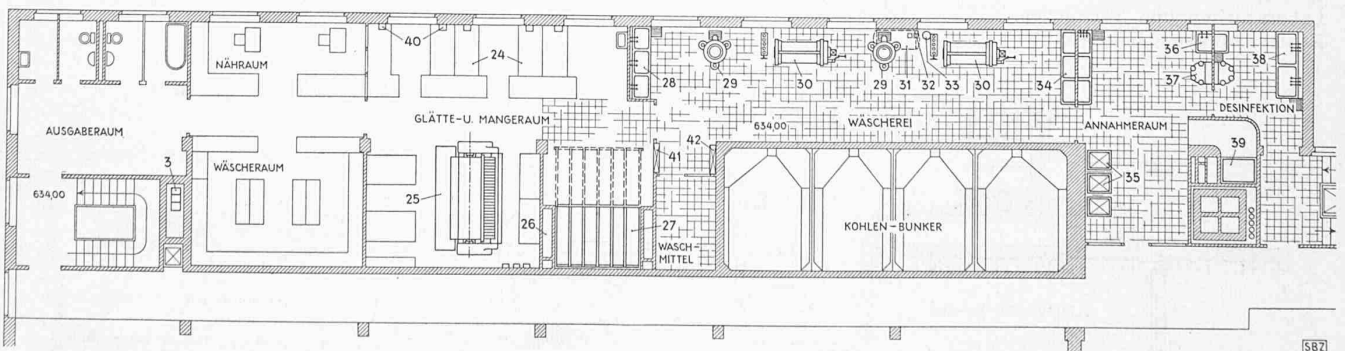 40
36
38
NÄHRAUM
24
28
29
30
29
31
32
33
30
34
37
DESINFEKTION
AUSGABERAUM
GLÄTTE-U. MANGERAUM
634,00
WÄSCHEREI
ANNAHMERAUM
3
WÄSCHERAUM
41
42
39
35
634,00
25
26
27
KOHLEN-BUNKER
WASCH-
MITTEL
SBZ